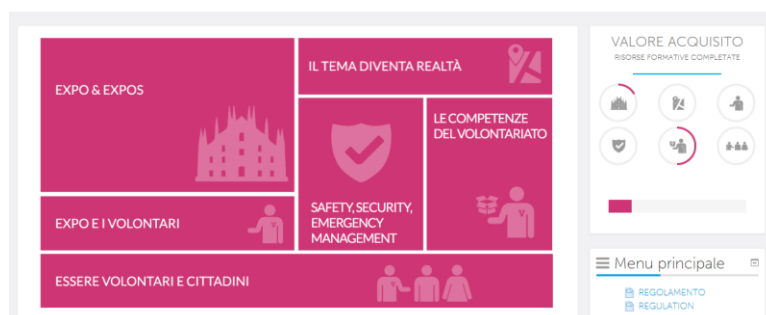 EXPO & EXPOS
IL TEMA DIVENTA REALTÀ
LE COMPETENZE
DEL VOLONTARIATO
EXPO E I VOLONTARI
SAFETY, SECURITY,
EMERGENCY
MANAGEMENT
ESSERE VOLONTARI E CITTADINI
VALORE ACQUISITO
RISORSE FORMATIVE COMPLETATE
Menu principale
REGOLAMENTO
REGULATION